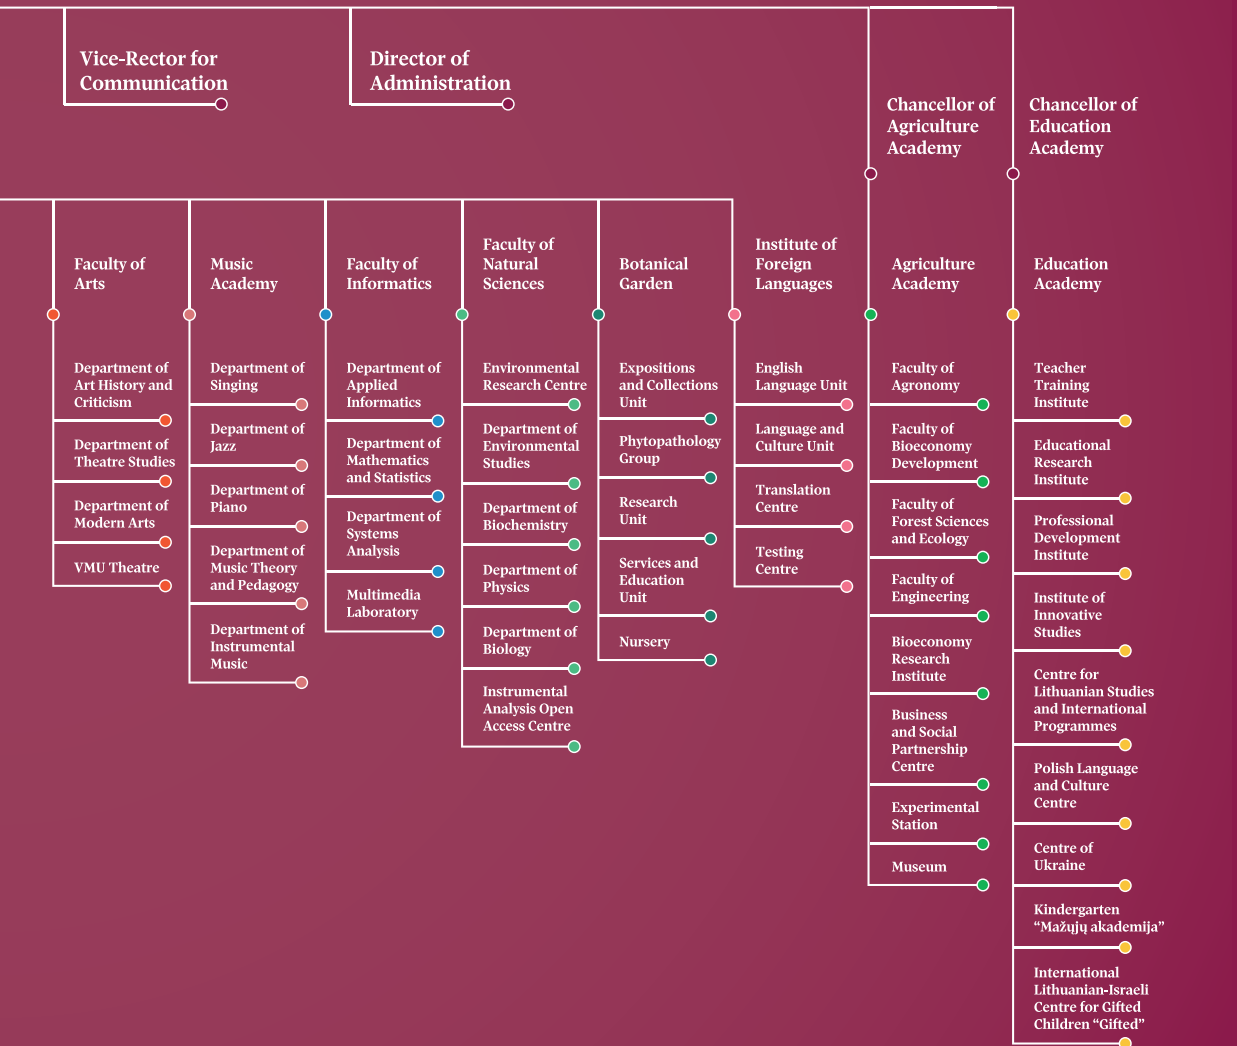 Vice-Rector for
Communication
Director of
Administration
Chancellor of
Agriculture
Academy
Chancellor of
Education
Academy
Faculty of
Arts
Department of
Art History and
Criticism
Department of
Theatre Studies
Department of
Modern Arts
VMU Theatre
Music
Academy
Department of
Singing
Department of
Jazz
Department of
Piano
Department of
Music Theory
and Pedagogy
Department of
Instrumental
Music
Faculty of
Informatics
Department of
Applied
Informatics
Department of
Mathematics
and Statistics
Department of
Systems
Analysis
Multimedia
Laboratory
Faculty of
Natural
Sciences
Environmental
Research Centre
Department of
Environmental
Studies
Department of
Biochemistry
Department of
Physics
Department of
Biology
Instrumental
Analysis Open
Access Centre
Botanical
Garden
Expositions
and Collections
Unit
Phytopathology
Group
Research
Unit
Services and
Education
Unit
Nursery
Institute of
Foreign
Languages
English
Language Unit
Language and
Culture Unit
Translation
Centre
Testing
Centre
Agriculture
Academy
Faculty of
Agronomy
Faculty of
Bioeconomy
Development
Faculty of
Forest Sciences
and Ecology
Faculty of
Engineering
Bioeconomy
Research
Institute
Business
and Social
Partnership
Centre
Experimental
Station
Museum
Education
Academy
Teacher
Training
Institute
Educational
Research
Institute
Professional
Development
Institute
Institute of
Innovative
Studies
Centre for
Lithuanian Studies
and International
Programmes
Polish Language
and Culture
Centre
Centre of
Ukraine
Kindergarten
“Mažųjų akademija”
International
Lithuanian-Israeli
Centre for Gifted
Children “Gifted”